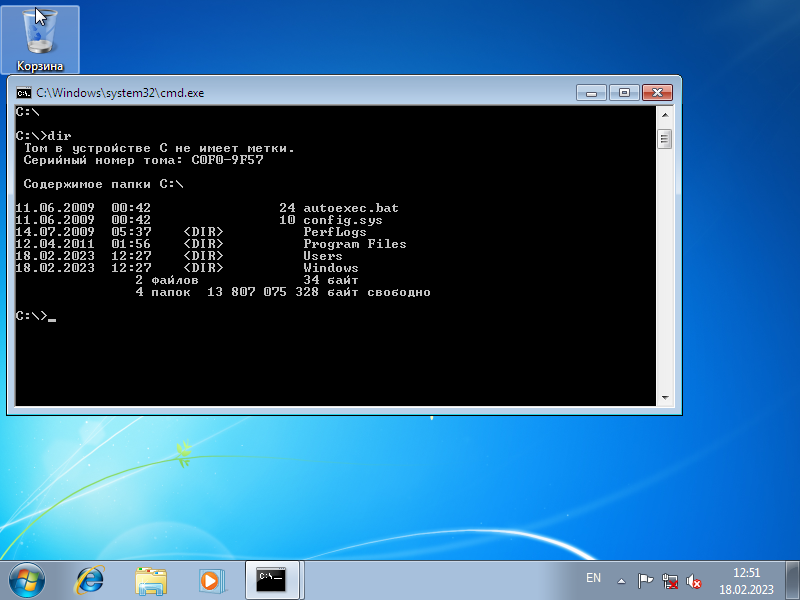 Корзина
C:\Windows\system32\cmd.exe
C:\
C:\>dir
Том в устройстве C не имеет метки.
Серийный номер тома: C0F0-9F57
Содержимое папки C:\
11.06.2009  00:42                24 autoexec.bat
11.06.2009  00:42                10 config.sys
14.07.2009  05:37    <DIR>          PerfLogs
12.04.2011  01:56    <DIR>          Program Files
18.02.2023  12:27    <DIR>          Users
18.02.2023  12:27    <DIR>          Windows
2 файлов             34 байт
4 папок  13 807 075 328 байт свободно
C:\>_
C:\_
EN
12:51
18.02.2023